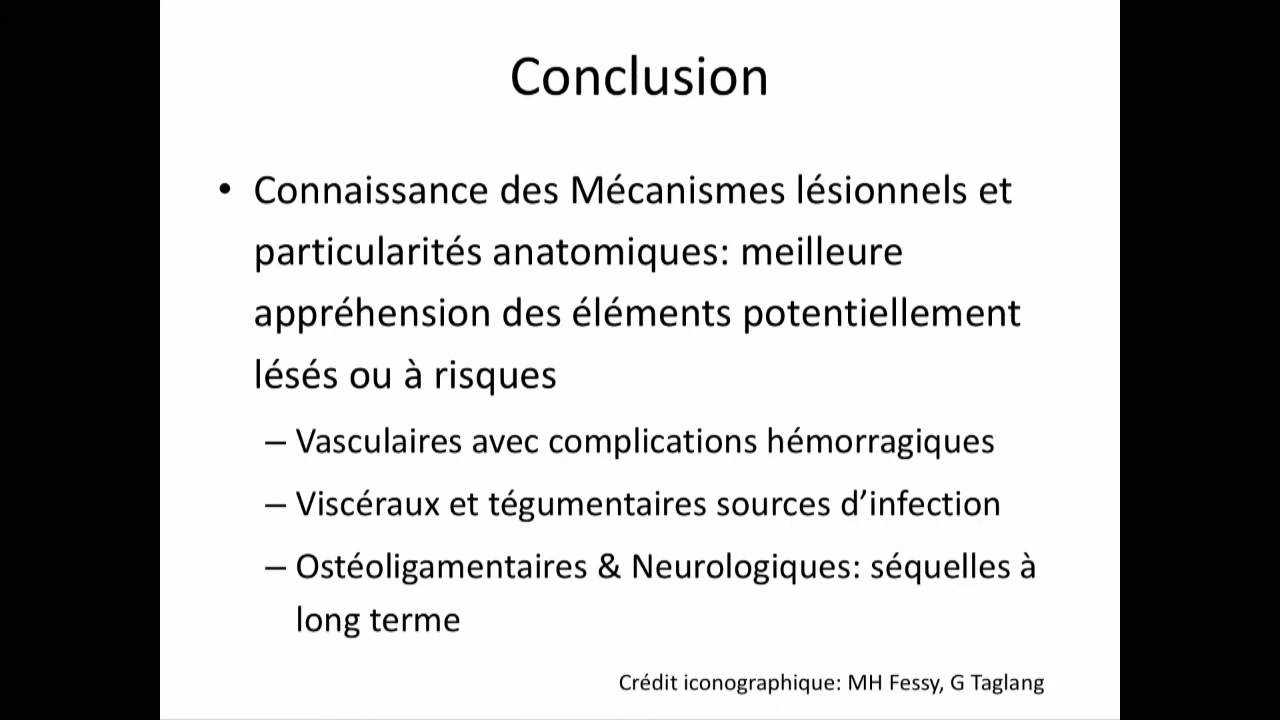 Conclusion
• Connaissance des Mécanismes lésionnels et
particularités anatomiques: meilleure
appréhension des éléments potentiellement
lésés ou à risques
– Vasculaires avec complications hémorragiques
– Viscéraux et tégumentaires sources d’infection
– Ostéoligamentaires & Neurologiques: séquelles à
long terme
Crédit iconographique: MH Fessy, G Taglang